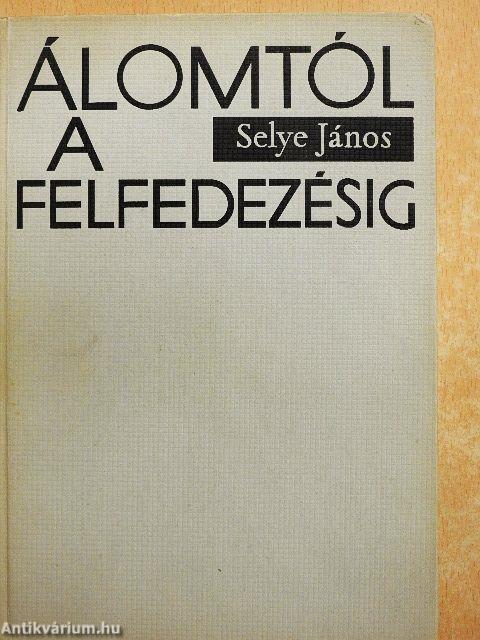 ÁLOMTÓL
A Selye János
FELFEDEZÉSIG
Antikvárium.hu